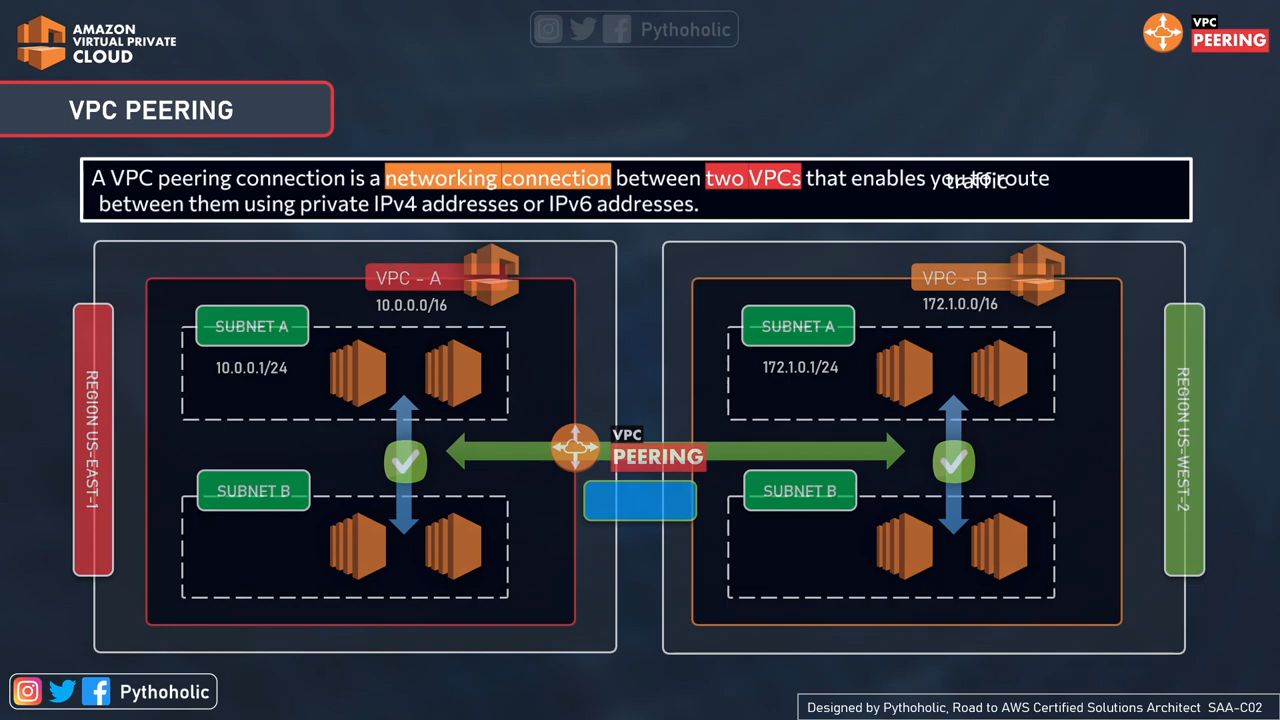 AMAZON
VIRTUAL PRIVATE
CLOUD
Pythoholic
VPC
PEERING
VPC PEERING
A VPC peering connection is a networking connection between two VPCs that enables you to route traffic
between them using private IPv4 addresses or IPv6 addresses.
VPC - A
10.0.0.0/16
SUBNET A
10.0.0.1/24
SUBNET B
REGION US-EAST-1
VPC
PEERING
VPC - B
172.1.0.0/16
SUBNET A
172.1.0.1/24
SUBNET B
REGION US-WEST-2
Pythoholic
Designed by Pythoholic, Road to AWS Certified Solutions Architect SAA-C02